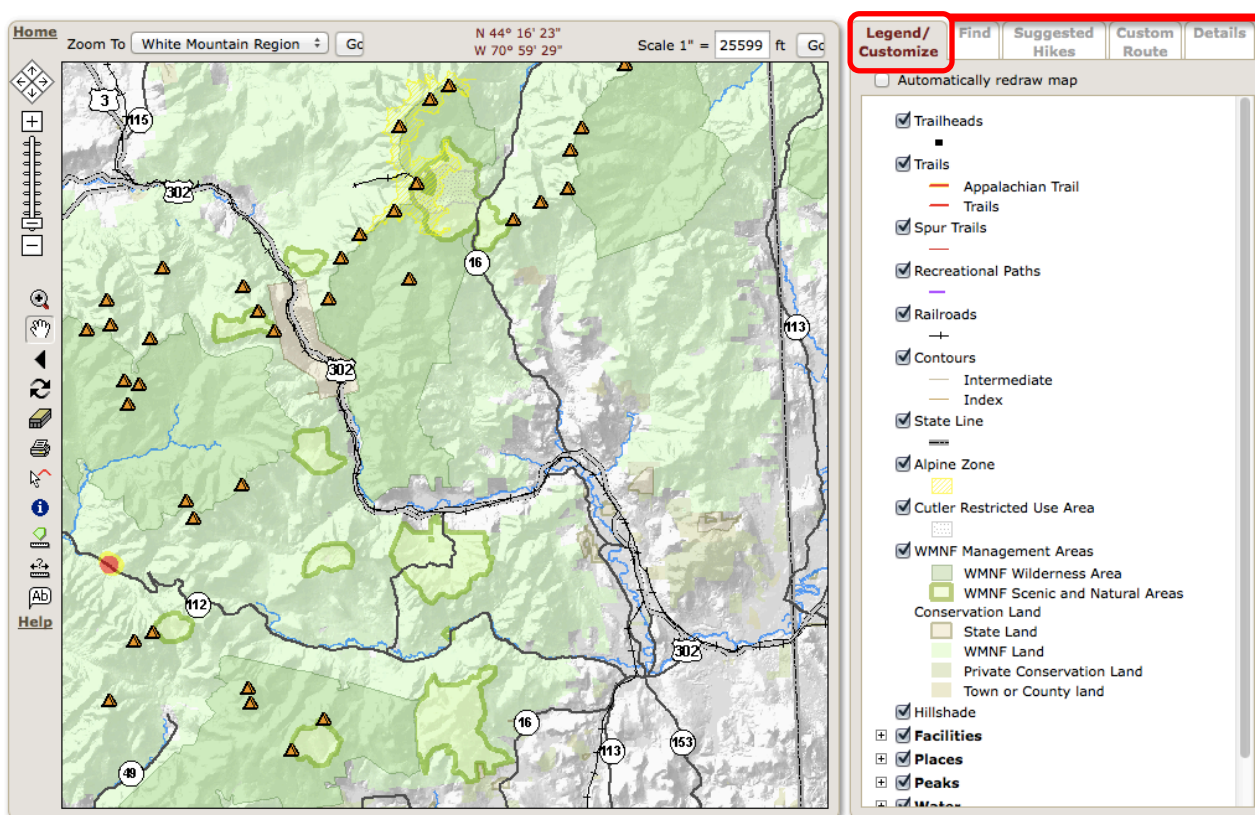 Home
Zoom To White Mountain Region Go
N 44° 16' 23"
W 70° 59' 29"
Scale 1" = 25599 ft Go
3
115
302
16
113
302
112
302
16
113
153
49
Ab
Help
Legend/
Customize
Find
Suggested
Hikes
Custom
Route
Details
Automatically redraw map
Trailheads
Trails
Appalachian Trail
Trails
Spur Trails
Recreational Paths
Railroads
Contours
Intermediate
Index
State Line
Alpine Zone
Cutler Restricted Use Area
WMNF Management Areas
WMNF Wilderness Area
WMNF Scenic and Natural Areas
Conservation Land
State Land
WMNF Land
Private Conservation Land
Town or County land
Hillshade
Facilities
Places
Peaks
Water